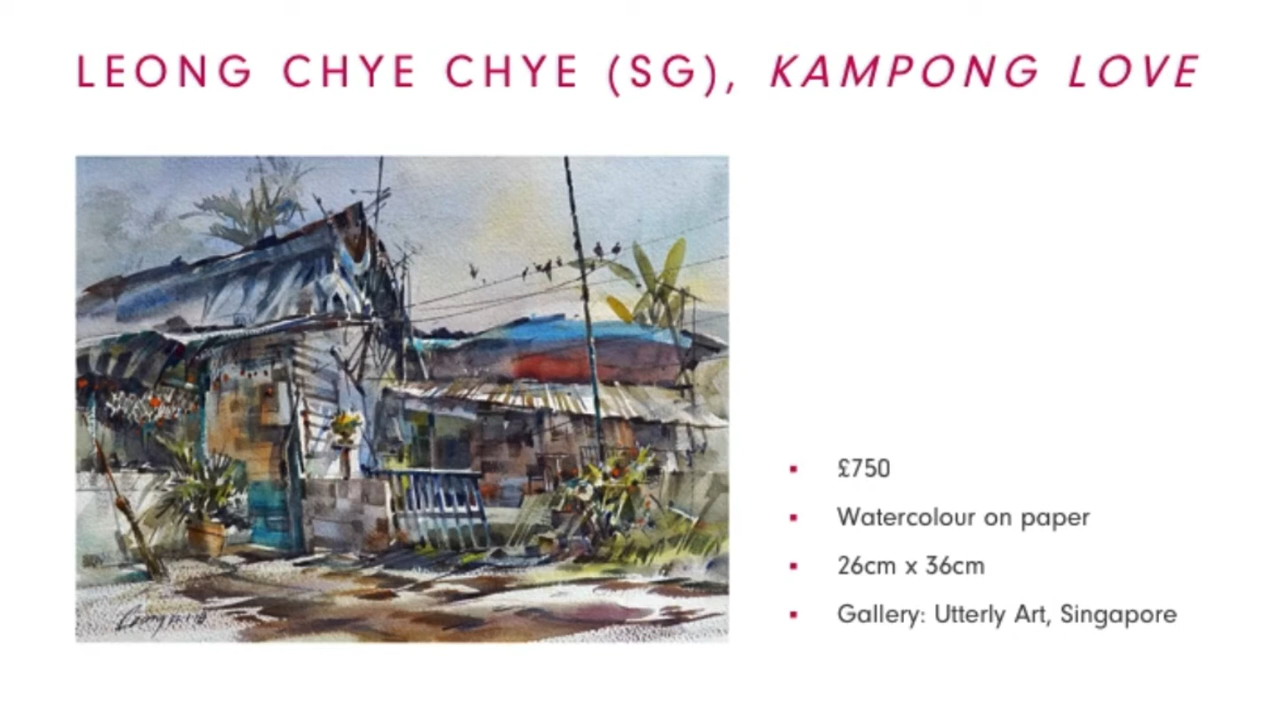 LEONG CHYE CHYE (SG), KAMPONG LOVE
£750
Watercolour on paper
26cm x 36cm
Gallery: Utterly Art, Singapore